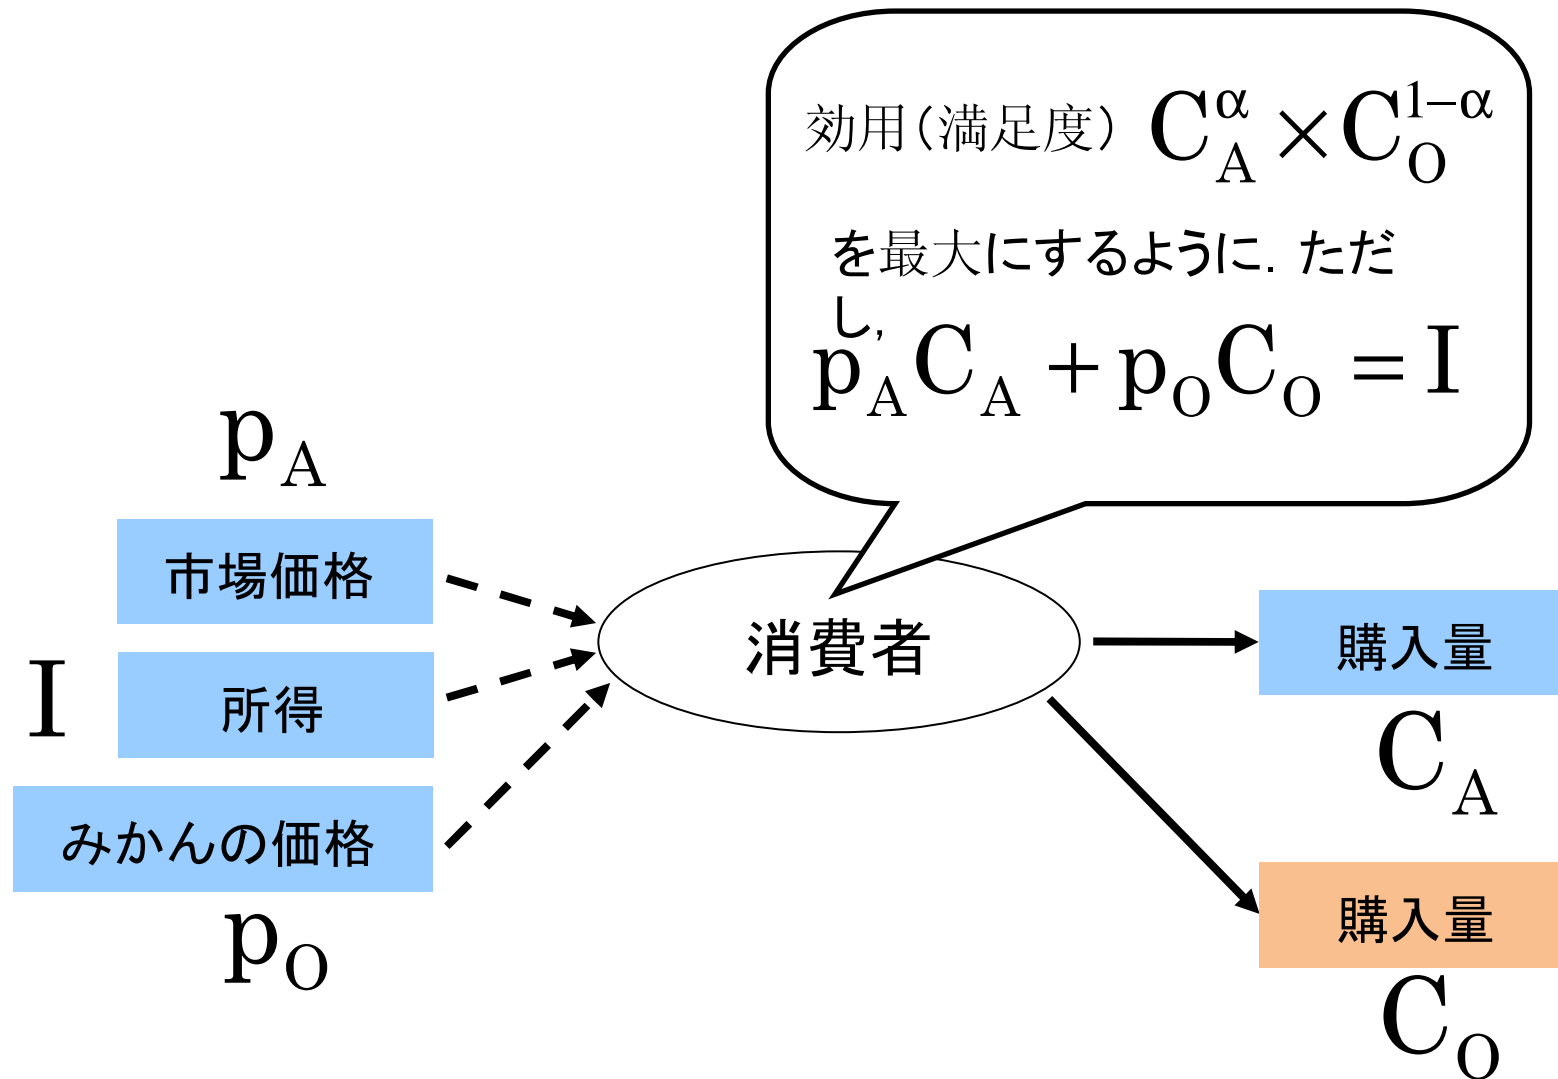 効用(満足度) C_A^α×C_O^{1−α}
を最大にするように．ただ
し，
p_A C_A + p_O C_O = I
p_A
市場価格
I
所得
みかんの価格
p_O
消費者
購入量
C_A
購入量
C_O